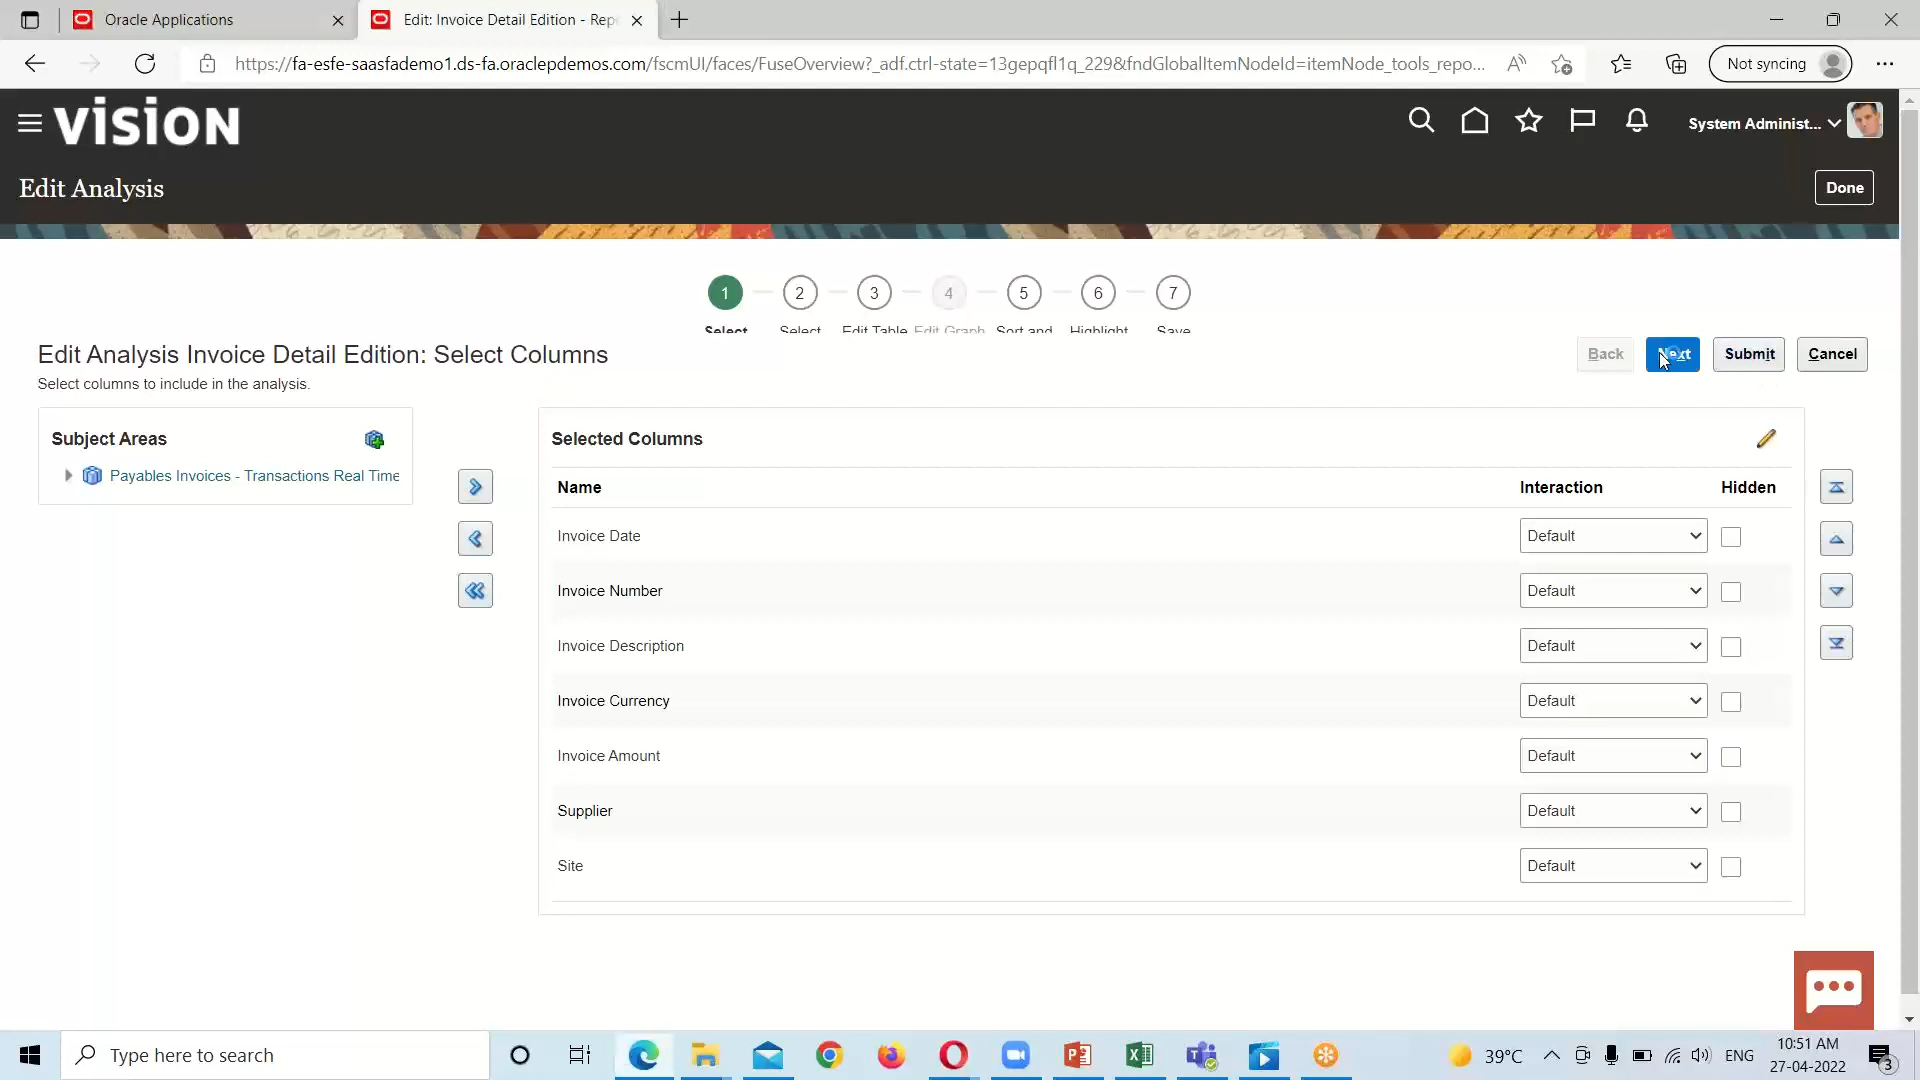 Oracle Applications
Edit: Invoice Detail Edition - Rep
https://fa-esfe-saasfademo1.ds-fa.oraclepdemos.com/fscmUI/faces/FuseOverview?_adf.ctrl-state=13gepqfl1q_229&fndGlobalItemNodeId=itemNode_tools_repo...
Not syncing
vision
System Administ...
Edit Analysis
Done
1
2
3
4
5
6
7
Select
Select
Edit Table
Edit Graph
Sort and
Highlight
Save
Edit Analysis Invoice Detail Edition: Select Columns
Back
Next
Submit
Cancel
Select columns to include in the analysis.
Subject Areas
Payables Invoices - Transactions Real Time
Selected Columns
Name Interaction Hidden
Invoice Date Default
Invoice Number Default
Invoice Description Default
Invoice Currency Default
Invoice Amount Default
Supplier Default
Site Default
Type here to search
39°C
ENG
10:51 AM
27-04-2022
3